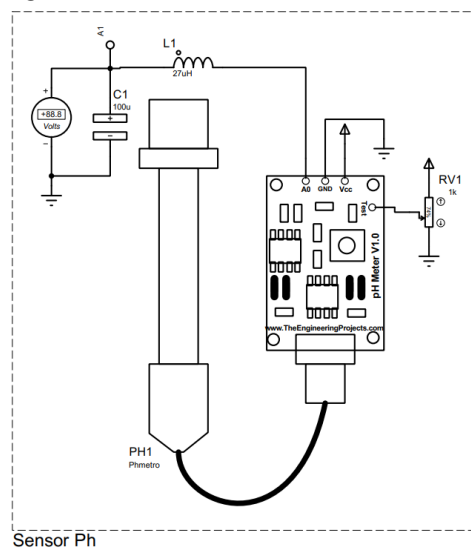 A1
L1
27uH
C1
100u
+88.8
Volts
A0
GND
Vcc
Test
RV1
1k
74%
pH Meter V1.0
www.TheEngineeringProjects.com
PH1
Phmetro
Sensor Ph